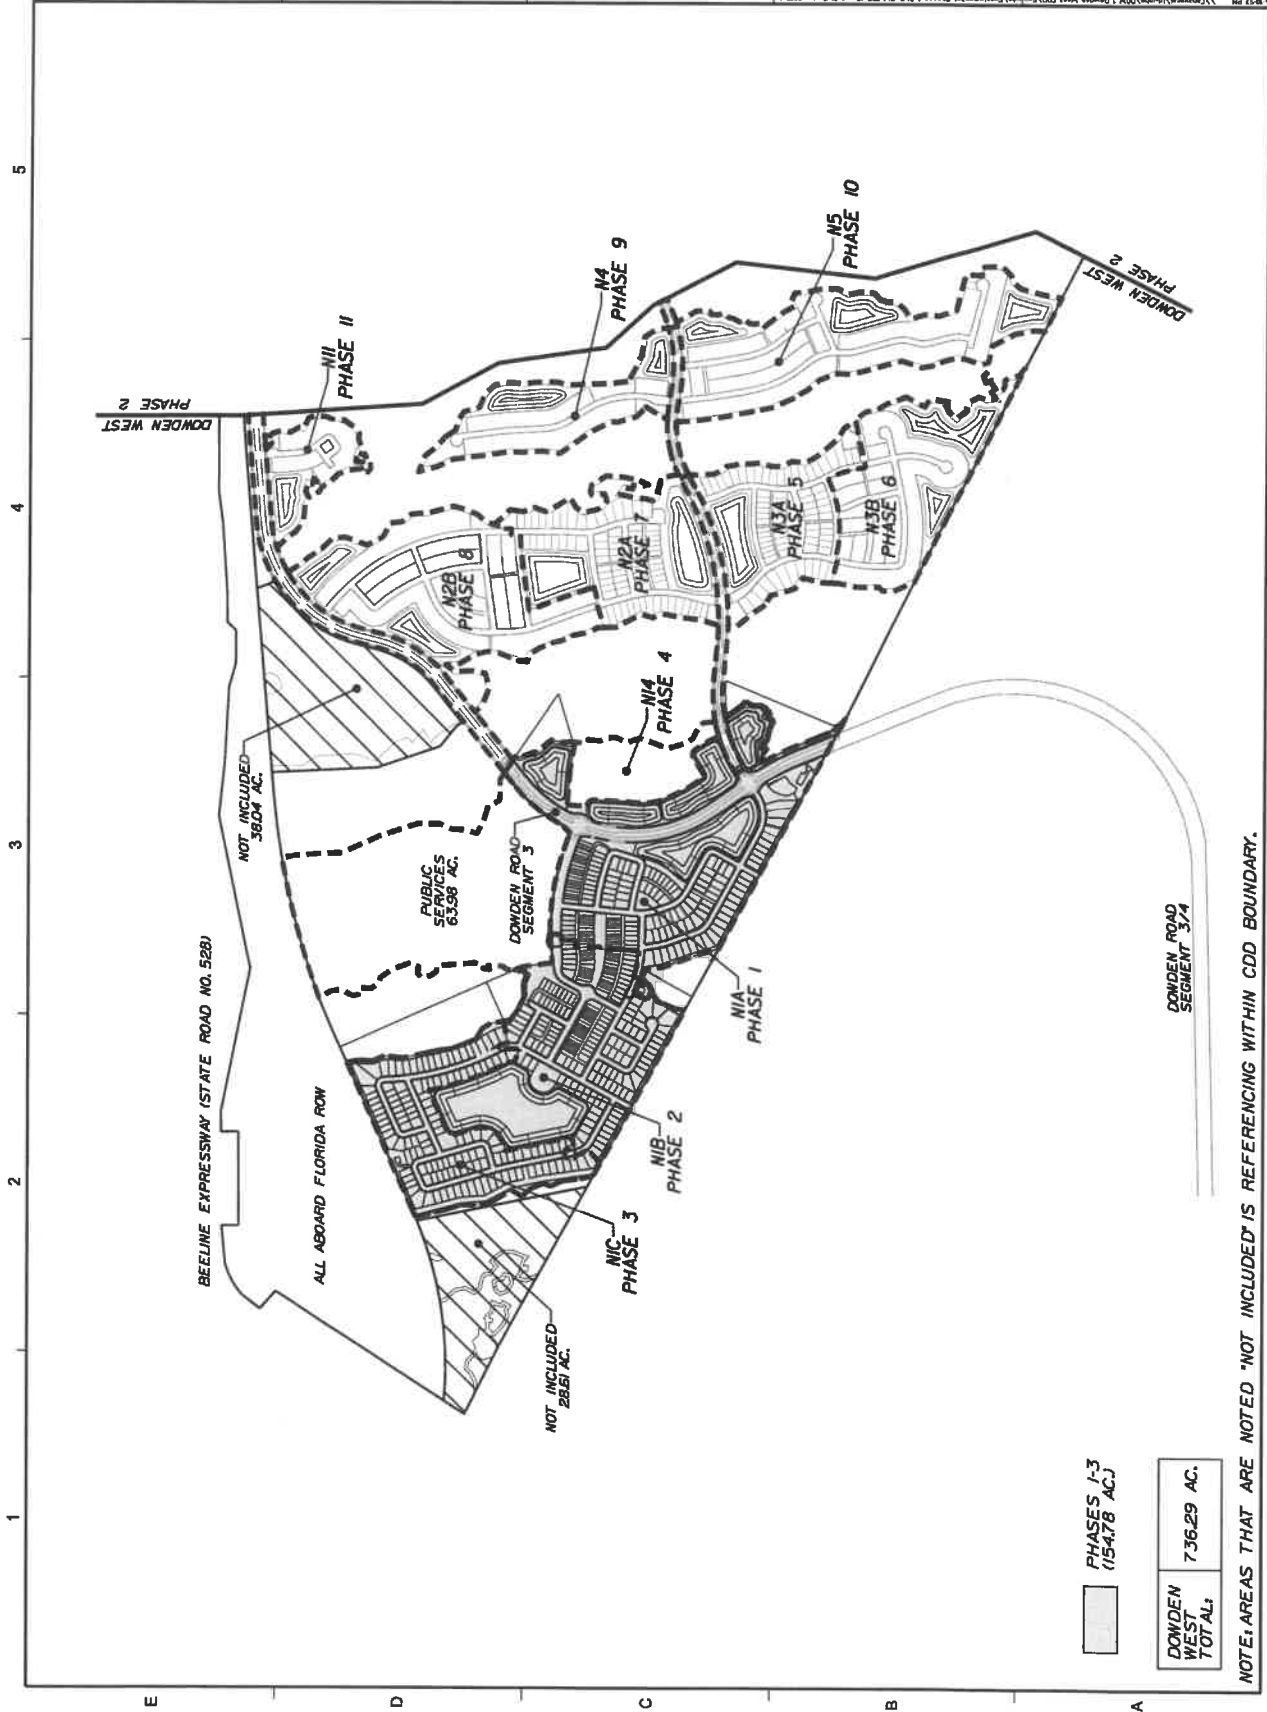 1
2
3
4
5
E
D
C
B
A
BEELINE EXPRESSWAY (STATE ROAD NO. 528)
ALL ABOARD FLORIDA ROW
NOT INCLUDED
38.04 AC.
DOWDEN WEST
PHASE 2
N11
PHASE 11
PUBLIC
SERVICES
63.98 AC.
DOWDEN ROAD
SEGMENT 3
N2B
PHASE 8
N2A
PHASE 7
N4
PHASE 9
N14
PHASE 4
N3A
PHASE 5
N3B
PHASE 6
N5
PHASE 10
DOWDEN WEST
PHASE 2
NOT INCLUDED
28.61 AC.
N1C
PHASE 3
N1B
PHASE 2
N1A
PHASE 1
DOWDEN ROAD
SEGMENT 3/4
PHASES 1-3
(154.78 AC.)
DOWDEN
WEST
TOTAL:
736.29 AC.
NOTE: AREAS THAT ARE NOTED "NOT INCLUDED" IS REFERENCING WITHIN CDD BOUNDARY.